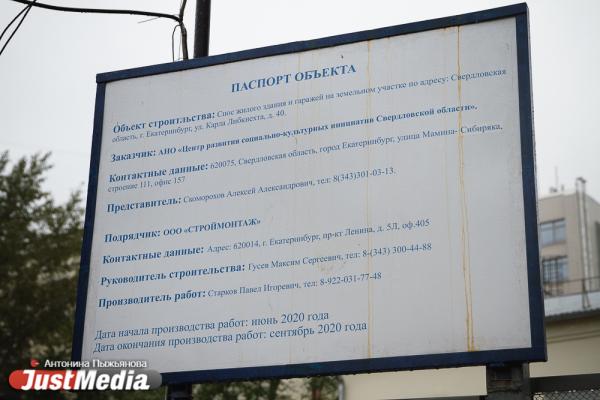 ПАСПОРТ ОБЪЕКТА
Объект строитльства: Снос жилого здания и гаражей на земельном участке по адресу: Свердловская
область, г. Екатеринбург, ул. Карла Либкнехта, д. 40.
Заказчик: АНО «Центр развития социально-культурных инициатив Свердловской области».
Контактные данные: 620075, Свердловская область, город Екатеринбург, улица Мамина- Сибиряка,
строение 111, офис 157
Представитель: Скоморохов Алексей Александрович, тел: 8(343)301-03-13.
Подрядчик: ООО «СТРОЙМОНТАЖ»
Контактные данные: Адрес: 620014, г. Екатеринбург, пр-кт Ленина, д. 5Л, оф.405
Руководитель строительства: Гусев Максим Сергеевич, тел: 8-(343) 300-44-88
Производитель работ: Старков Павел Игоревич, тел: 8-922-031-77-48
Дата начала производства работ: июнь 2020 года
Дата окончания производства работ: сентябрь 2020 года
Антонина Пыжьянова
JustMedia